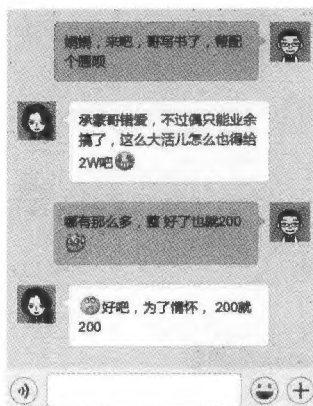 娟娟，来吧，哥写书了，帮配
个图呗
承蒙哥错爱，不过偶只能业余
搞了，这么大活儿怎么也得给
2W吧
哪有那么多，整 好了也就200
好吧，为了情怀， 200就
200